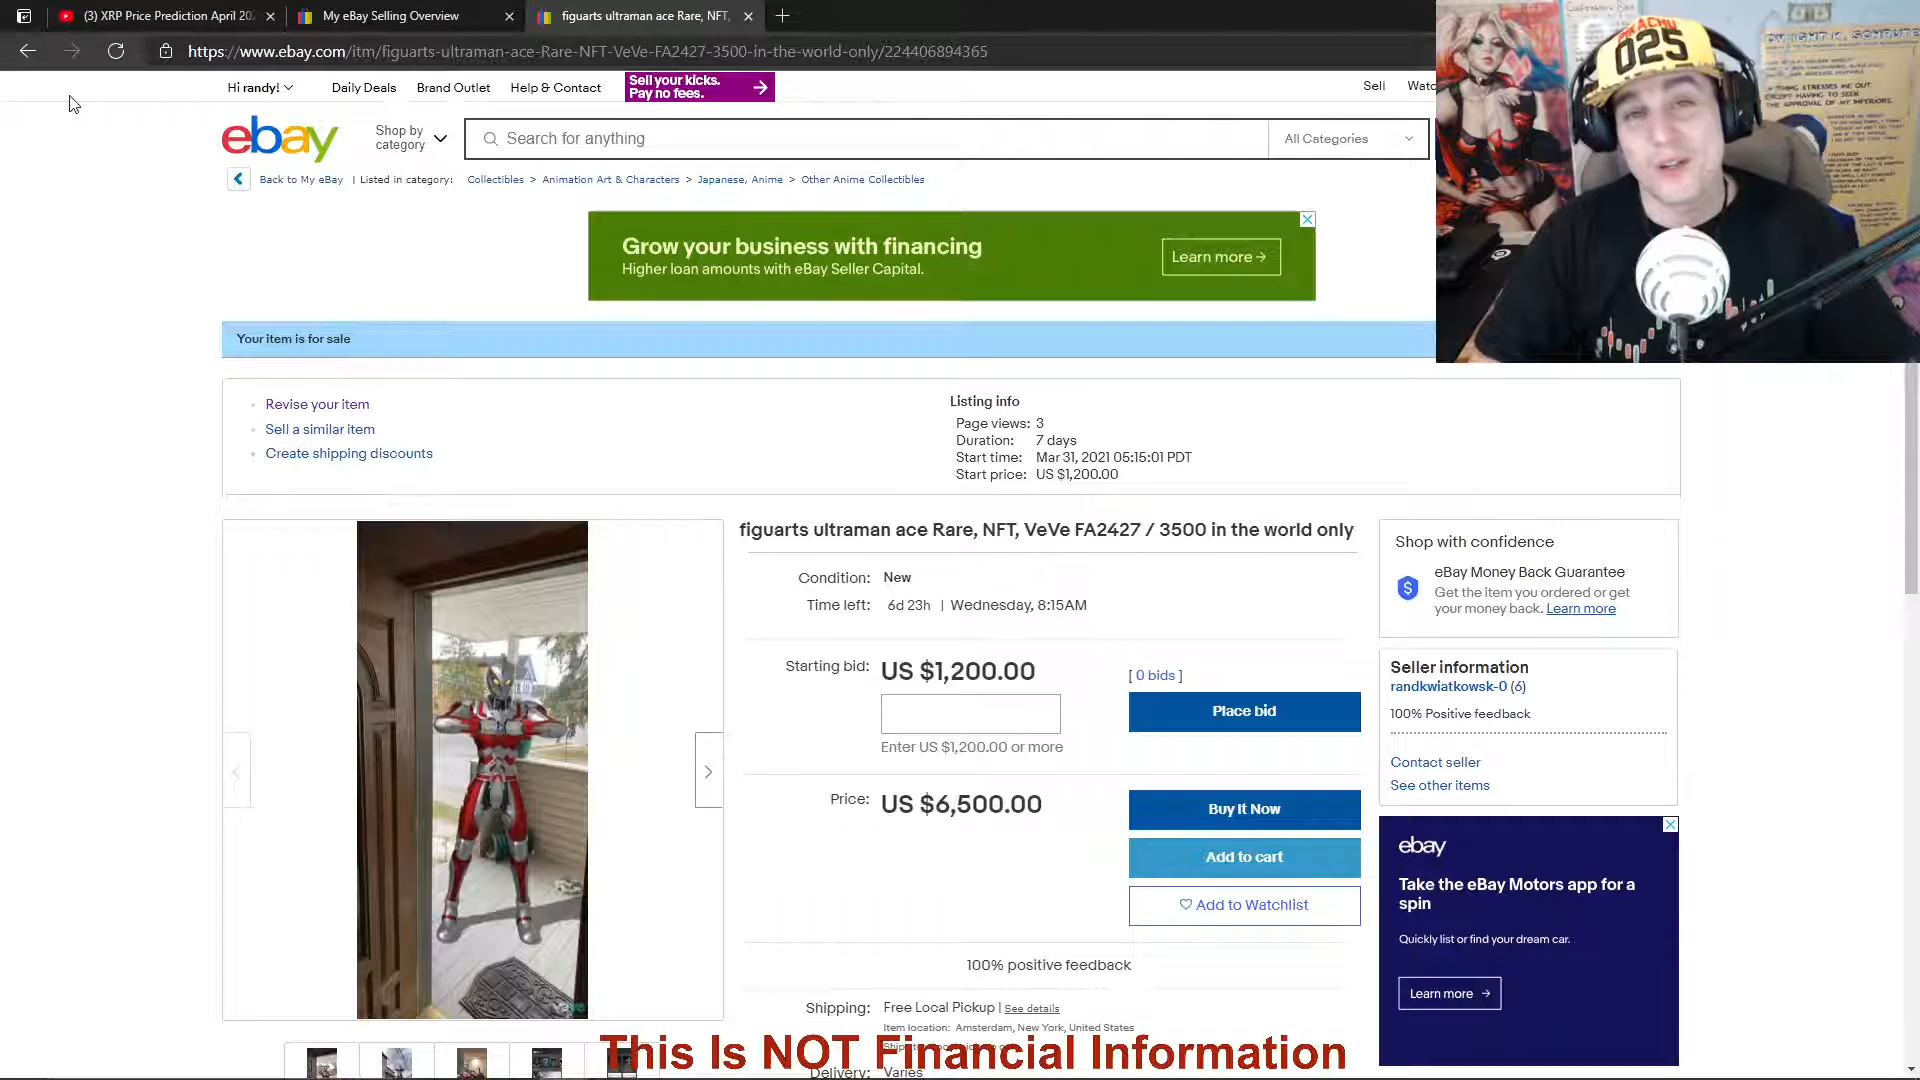 (3) XRP Price Prediction April 20
My eBay Selling Overview
figuarts ultraman ace Rare, NFT,
https://www.ebay.com/itm/figuarts-ultraman-ace-Rare-NFT-VeVe-FA2427-3500-in-the-world-only/224406894365
Hi randy!
Daily Deals
Brand Outlet
Help & Contact
Sell your kicks.
Pay no fees.
Sell
Watc
PIKACHU
025
DWIGHT K. SCHRUTE
ebay
Shop by
category
Search for anything
All Categories
Back to My eBay | Listed in category: Collectibles > Animation Art & Characters > Japanese, Anime > Other Anime Collectibles
Grow your business with financing
Higher loan amounts with eBay Seller Capital.
Learn more
Your item is for sale
Revise your item
Sell a similar item
Create shipping discounts
Listing info
Page views: 3
Duration: 7 days
Start time: Mar 31, 2021 05:15:01 PDT
Start price: US $1,200.00
figuarts ultraman ace Rare, NFT, VeVe FA2427 / 3500 in the world only
Condition: New
Time left: 6d 23h | Wednesday, 8:15AM
Starting bid: US $1,200.00
[ 0 bids ]
Place bid
Enter US $1,200.00 or more
Price: US $6,500.00
Buy It Now
Add to cart
Add to Watchlist
100% positive feedback
Shipping: Free Local Pickup | See details
Item location: Amsterdam, New York, United States
Delivery: Varies
Shop with confidence
eBay Money Back Guarantee
Get the item you ordered or get
your money back. Learn more
Seller information
randkwiatkowsk-0 (6)
100% Positive feedback
Contact seller
See other items
ebay
Take the eBay Motors app for a
spin
Quickly list or find your dream car.
Learn more
This Is NOT Financial Information